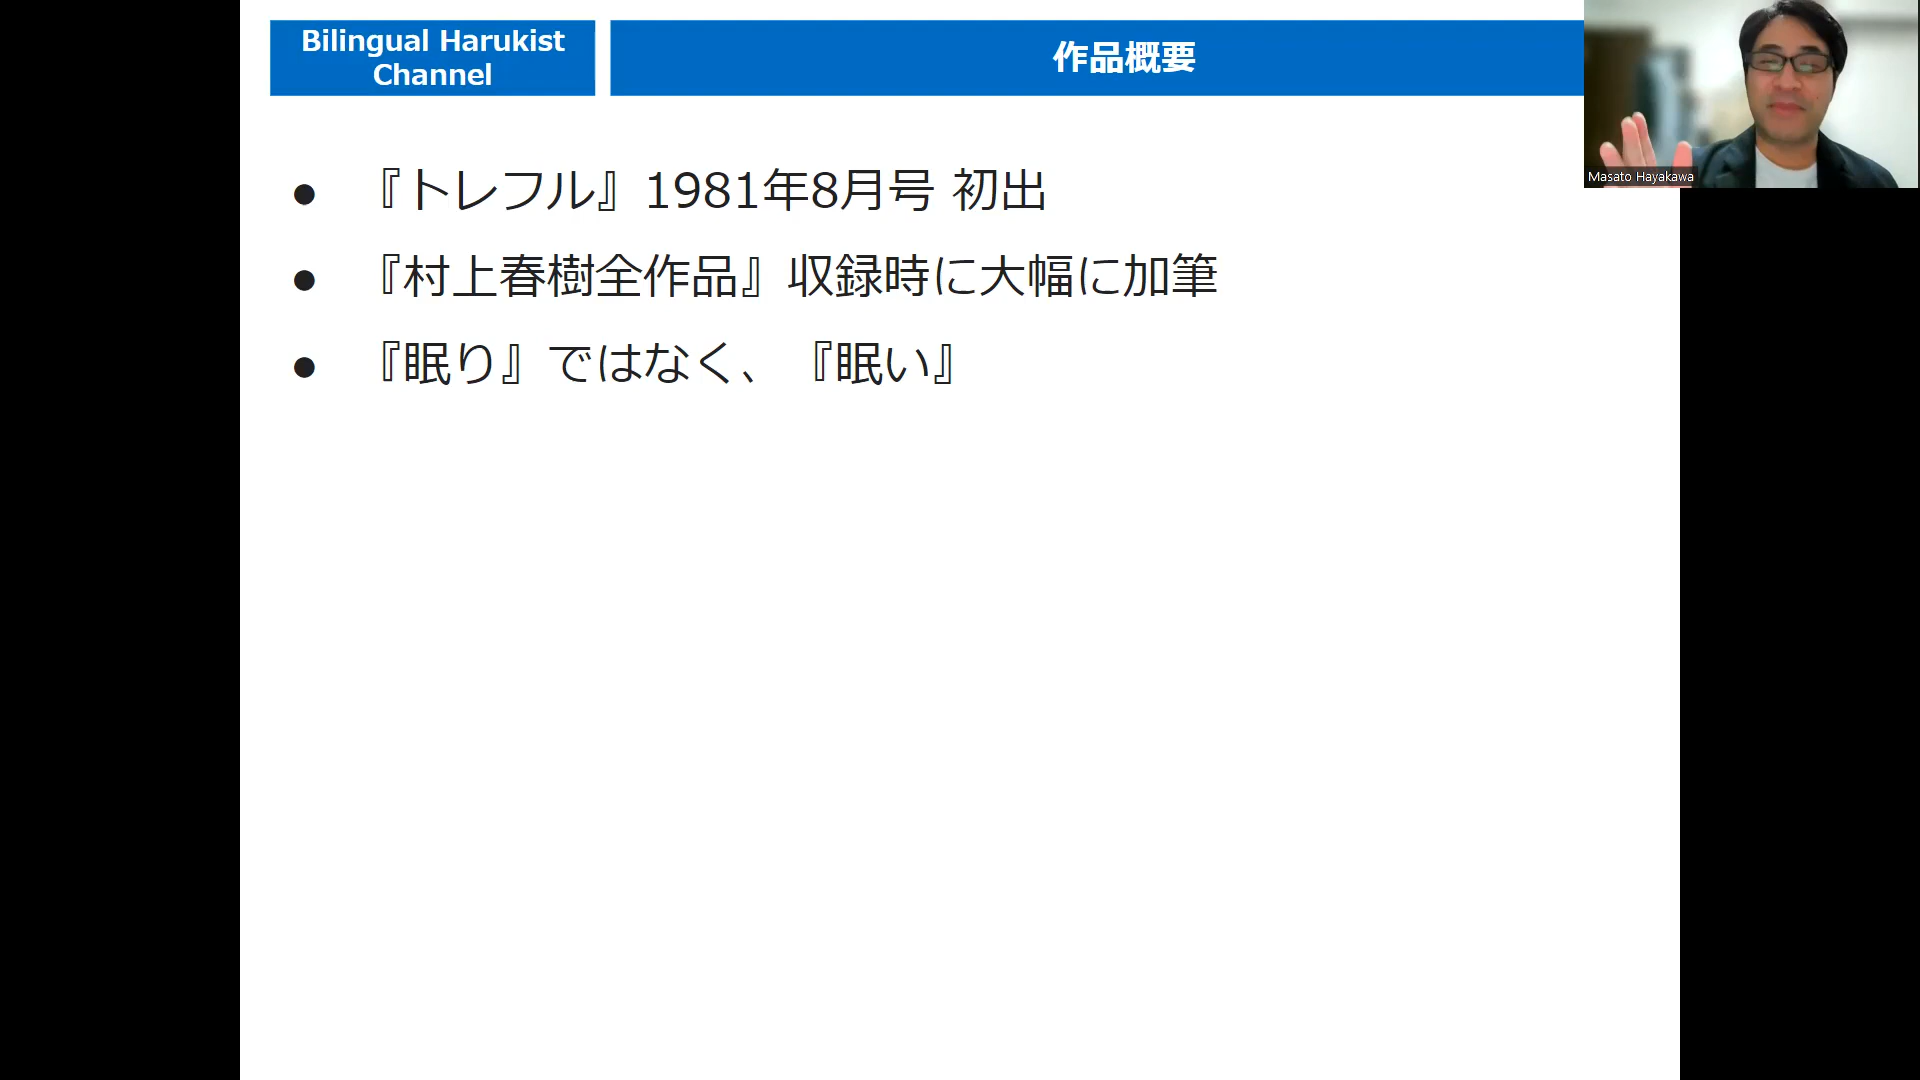 Bilingual Harukist
Channel
作品概要
Masato Hayakawa
● 『トレフル』1981年8月号 初出
● 『村上春樹全作品』収録時に大幅に加筆
● 『眠り』ではなく、『眠い』